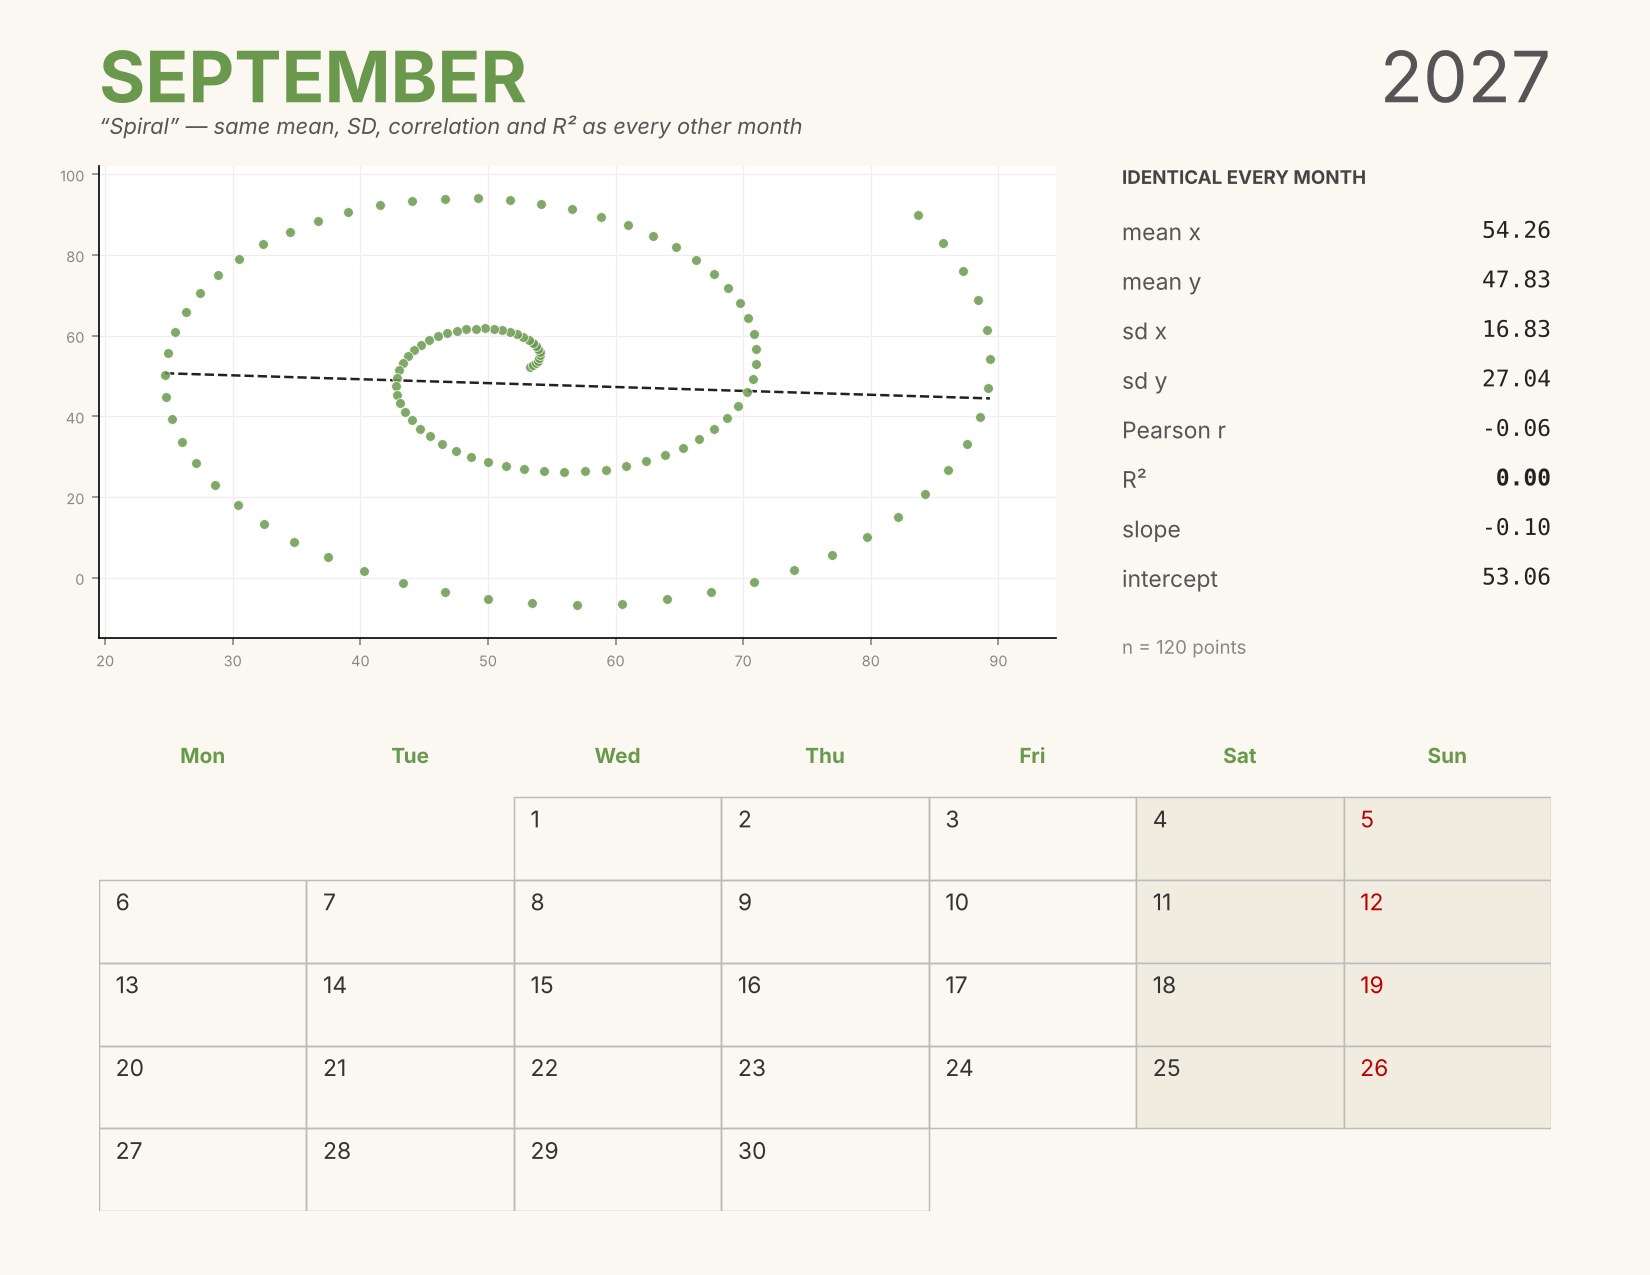 SEPTEMBER 2027
“Spiral” — same mean, SD, correlation and R² as every other month
100
80
60
40
20
0
20 30 40 50 60 70 80 90
IDENTICAL EVERY MONTH
mean x 54.26
mean y 47.83
sd x 16.83
sd y 27.04
Pearson r -0.06
R² 0.00
slope -0.10
intercept 53.06
n = 120 points
Mon Tue Wed Thu Fri Sat Sun
1 2 3 4 5
6 7 8 9 10 11 12
13 14 15 16 17 18 19
20 21 22 23 24 25 26
27 28 29 30